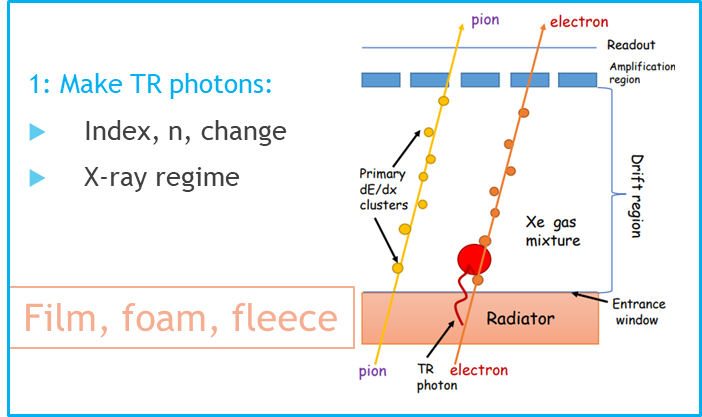 1: Make TR photons:
Index, n, change
X-ray regime
Film, foam, fleece
pion
electron
Readout
Amplification
region
Primary
dE/dx
clusters
Drift region
Xe gas
mixture
Entrance
window
Radiator
pion
TR
photon
electron